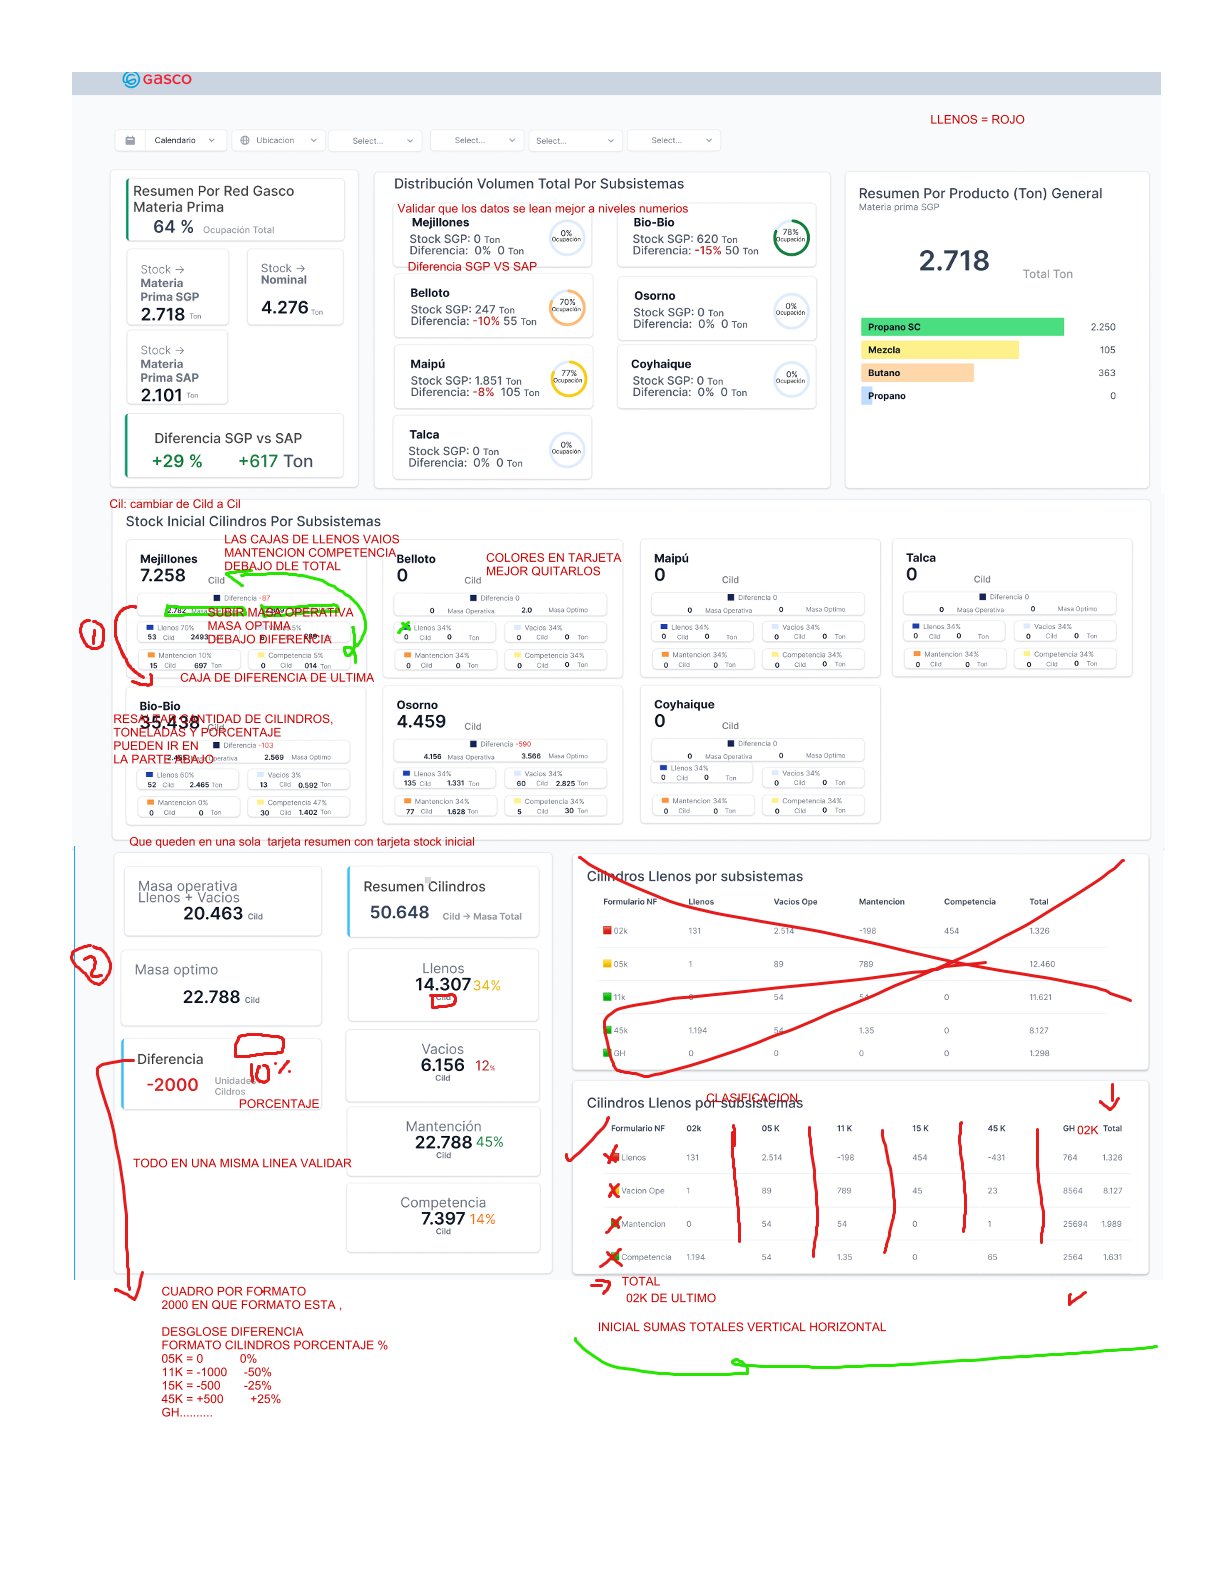 GASCO
LLENOS = ROJO
Calendario
Ubicacion
Select...
Select...
Select...
Select...
Resumen Por Red Gasco
Materia Prima
64 % Ocupación Total
Stock →
Materia
Prima SGP
2.718 Ton
Stock →
Nominal
4.276 Ton
Stock →
Materia
Prima SAP
2.101 Ton
Diferencia SGP vs SAP
+29 % +617 Ton
Distribución Volumen Total Por Subsistemas
Validar que los datos se lean mejor a niveles numerios
Mejillones
Stock SGP: 0 Ton
Diferencia: 0% 0 Ton
0%
Ocupación
Diferencia SGP VS SAP
Bio-Bio
Stock SGP: 620 Ton
Diferencia: -15% 50 Ton
78%
Ocupación
Belloto
Stock SGP: 247 Ton
Diferencia: -10% 55 Ton
70%
Ocupación
Osorno
Stock SGP: 0 Ton
Diferencia: 0% 0 Ton
0%
Ocupación
Maipú
Stock SGP: 1.851 Ton
Diferencia: -8% 105 Ton
77%
Ocupación
Coyhaique
Stock SGP: 0 Ton
Diferencia: 0% 0 Ton
0%
Ocupación
Talca
Stock SGP: 0 Ton
Diferencia: 0% 0 Ton
0%
Ocupación
Resumen Por Producto (Ton) General
Materia prima SGP
2.718 Total Ton
Propano SC 2.250
Mezcla 105
Butano 363
Propano 0
Cil: cambiar de Cild a Cil
Stock Inicial Cilindros Por Subsistemas
LAS CAJAS DE LLENOS VAIOS
MANTENCION COMPETENCIA
DEBAJO DLE TOTAL
Mejillones
7.258 Cild
Diferencia -87
SUBIR MASA OPERATIVA
MASA OPTIMA
DEBAJO DIFERENCIA
Llenos 70%
53 Cild 2493
Mantencion 10%
15 Cild 697 Ton
Competencia 5%
0 Cild 014 Ton
CAJA DE DIFERENCIA DE ULTIMA
1
Belloto
0 Cild
COLORES EN TARJETA
MEJOR QUITARLOS
Diferencia 0
0 Masa Operativa 2.0 Masa Optimo
Llenos 34%
0 Cild 0 Ton
Vacios 34%
0 Cild 0 Ton
Mantencion 34%
0 Cild 0 Ton
Competencia 34%
0 Cild 0 Ton
Maipú
0 Cild
Diferencia 0
0 Masa Operativa 0 Masa Optimo
Llenos 34%
0 Cild 0 Ton
Vacios 34%
0 Cild 0 Ton
Mantencion 34%
0 Cild 0 Ton
Competencia 34%
0 Cild 0 Ton
Talca
0 Cild
Diferencia 0
0 Masa Operativa 0 Masa Optimo
Llenos 34%
0 Cild 0 Ton
Vacios 34%
0 Cild 0 Ton
Mantencion 34%
0 Cild 0 Ton
Competencia 34%
0 Cild 0 Ton
Bio-Bio
35.438 Cild
RESALTAR CANTIDAD DE CILINDROS,
TONELADAS Y PORCENTAJE
PUEDEN IR EN
LA PARTE ABAJO
Diferencia -103
Masa Operativa 2.569 Masa Optimo
Llenos 60%
52 Cild 2.465 Ton
Vacios 3%
13 Cild 0.592 Ton
Mantencion 0%
0 Cild 0 Ton
Competencia 47%
30 Cild 1.402 Ton
Osorno
4.459 Cild
Diferencia -590
4.156 Masa Operativa 3.566 Masa Optimo
Llenos 34%
135 Cild 1.331 Ton
Vacios 34%
60 Cild 2.825 Ton
Mantencion 34%
77 Cild 1.628 Ton
Competencia 34%
5 Cild 30 Ton
Coyhaique
0 Cild
Diferencia 0
0 Masa Operativa 0 Masa Optimo
Llenos 34%
0 Cild 0 Ton
Vacios 34%
0 Cild 0 Ton
Mantencion 34%
0 Cild 0 Ton
Competencia 34%
0 Cild 0 Ton
Que queden en una sola tarjeta resumen con tarjeta stock inicial
2
Masa operativa
Llenos + Vacios
20.463 Cild
Masa optimo
22.788 Cild
Diferencia
-2000 Unidades
Cildros
10%
PORCENTAJE
TODO EN UNA MISMA LINEA VALIDAR
Resumen Cilindros
50.648 Cild → Masa Total
Llenos
14.307 34%
Cild
Vacios
6.156 12%
Cild
Mantención
22.788 45%
Cild
Competencia
7.397 14%
Cild
Cilindros Llenos por subsistemas
Formulario NF Llenos Vacios Ope Mantencion Competencia Total
02k 131 2.514 -198 454 1.326
05k 1 89 789 0 12.460
11k 0 54 54 0 11.621
45k 1.194 54 1.35 0 8.127
GH 0 0 0 0 1.298
CLASIFICACION
Cilindros Llenos por subsistemas
Formulario NF 02k 05 K 11 K 15 K 45 K GH 02K Total
Llenos 131 2.514 -198 454 -431 764 1.326
Vacion Ope 1 89 789 45 23 8564 8.127
Mantencion 0 54 54 0 1 25694 1.989
Competencia 1.194 54 1.35 0 65 2564 1.631
TOTAL
02K DE ULTIMO
INICIAL SUMAS TOTALES VERTICAL HORIZONTAL
CUADRO POR FORMATO
2000 EN QUE FORMATO ESTA ,
DESGLOSE DIFERENCIA
FORMATO CILINDROS PORCENTAJE %
05K = 0 0%
11K = -1000 -50%
15K = -500 -25%
45K = +500 +25%
GH..........